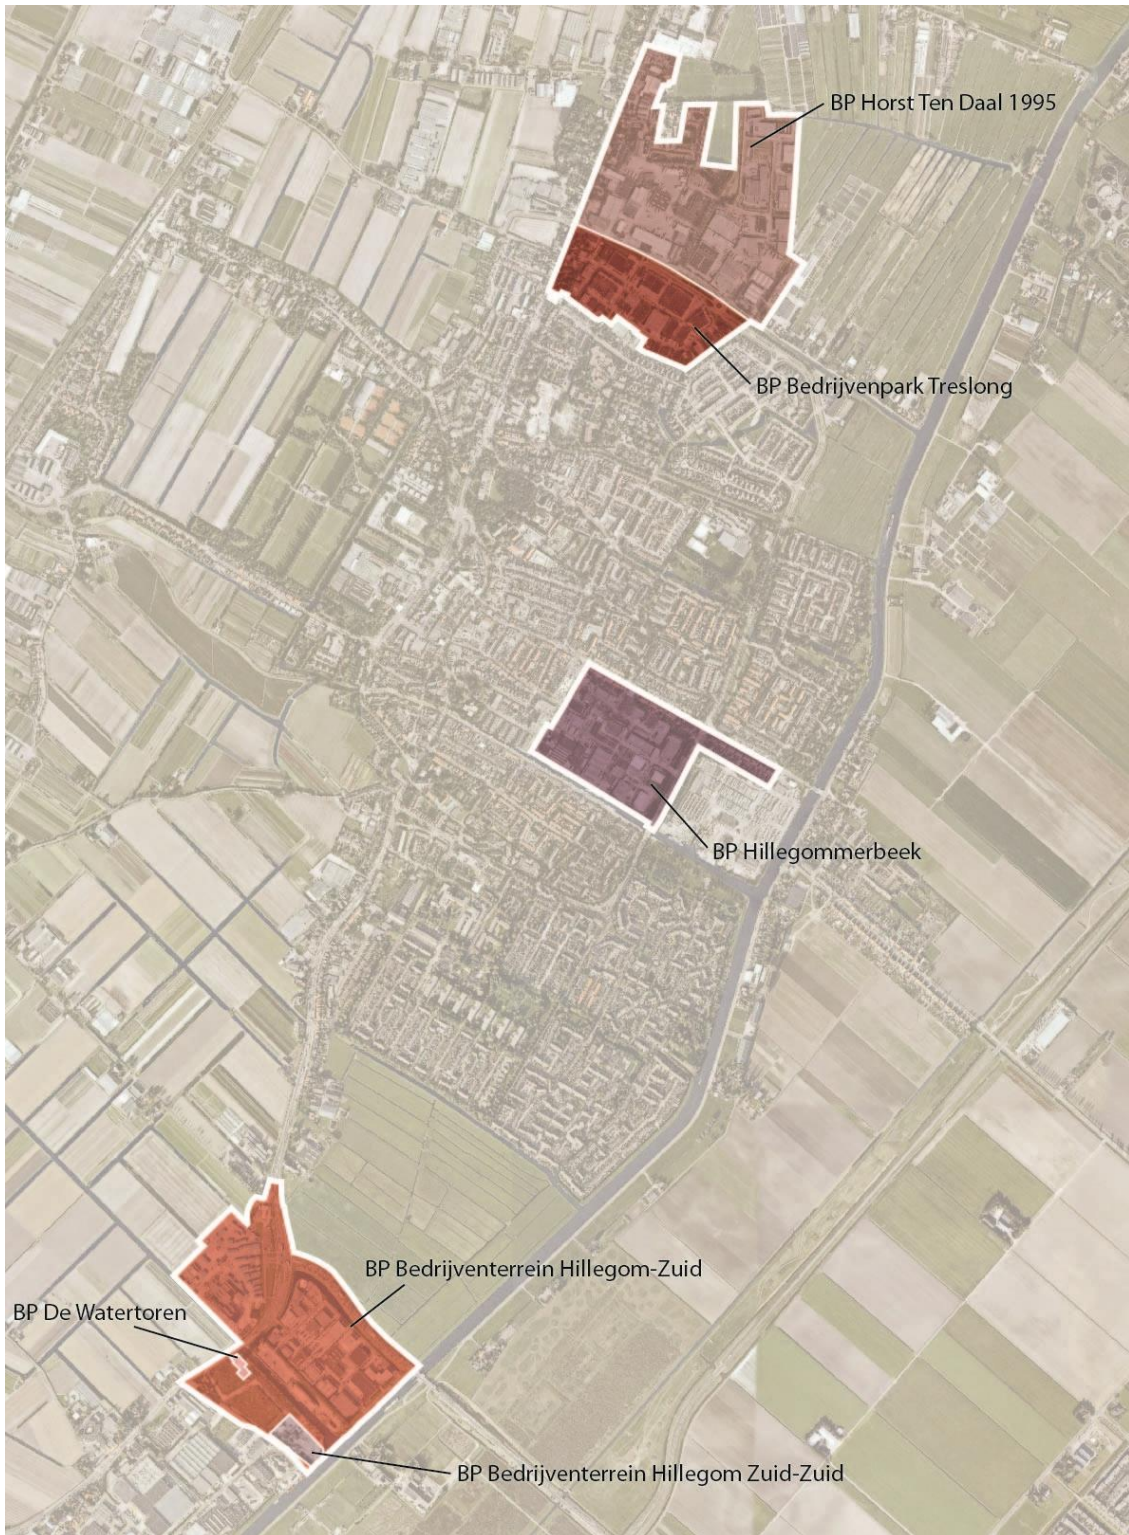 BP Horst Ten Daal 1995
BP Bedrijvenpark Treslong
BP Hillegommerbeek
BP Bedrijventerrein Hillegom-Zuid
BP De Watertoren
BP Bedrijventerrein Hillegom Zuid-Zuid